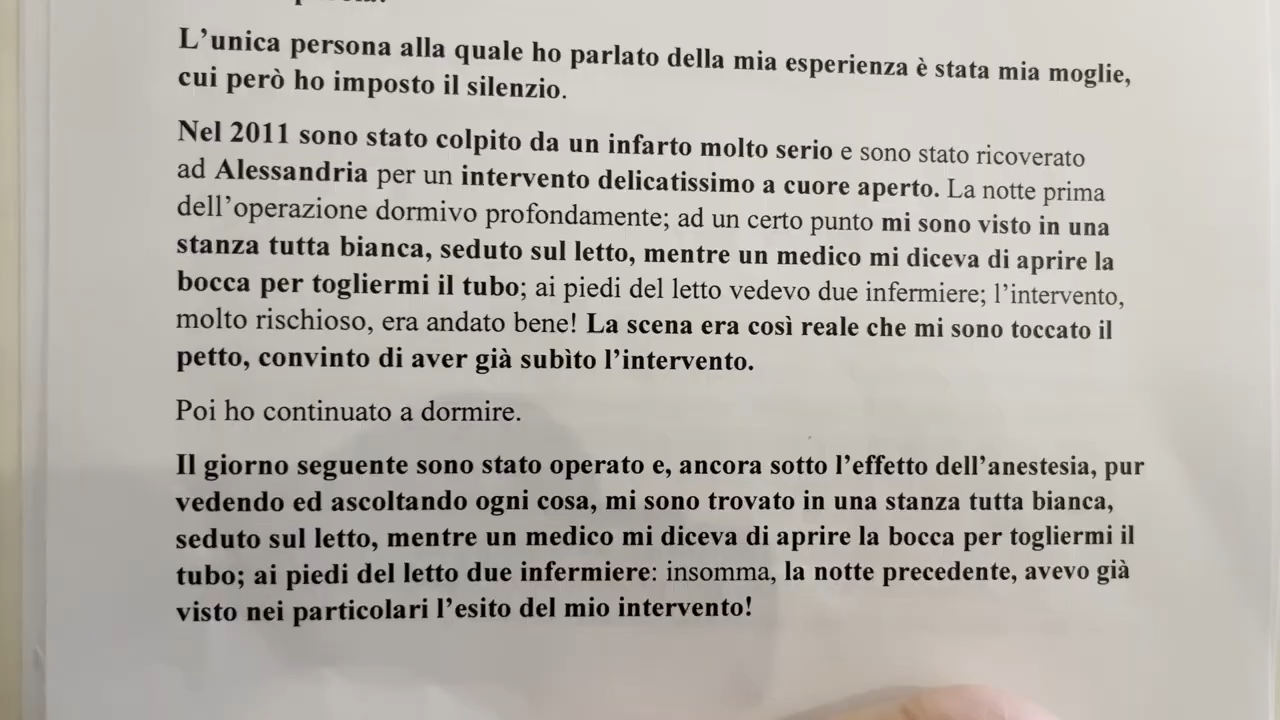 L'unica persona alla quale ho parlato della mia esperienza è stata mia moglie,
cui però ho imposto il silenzio.
Nel 2011 sono stato colpito da un infarto molto serio e sono stato ricoverato
ad Alessandria per un intervento delicatissimo a cuore aperto. La notte prima
dell'operazione dormivo profondamente; ad un certo punto mi sono visto in una
stanza tutta bianca, seduto sul letto, mentre un medico mi diceva di aprire la
bocca per togliermi il tubo; ai piedi del letto vedevo due infermiere; l'intervento,
molto rischioso, era andato bene! La scena era così reale che mi sono toccato il
petto, convinto di aver già subìto l'intervento.
Poi ho continuato a dormire.
Il giorno seguente sono stato operato e, ancora sotto l'effetto dell'anestesia, pur
vedendo ed ascoltando ogni cosa, mi sono trovato in una stanza tutta bianca,
seduto sul letto, mentre un medico mi diceva di aprire la bocca per togliermi il
tubo; ai piedi del letto due infermiere: insomma, la notte precedente, avevo già
visto nei particolari l'esito del mio intervento!